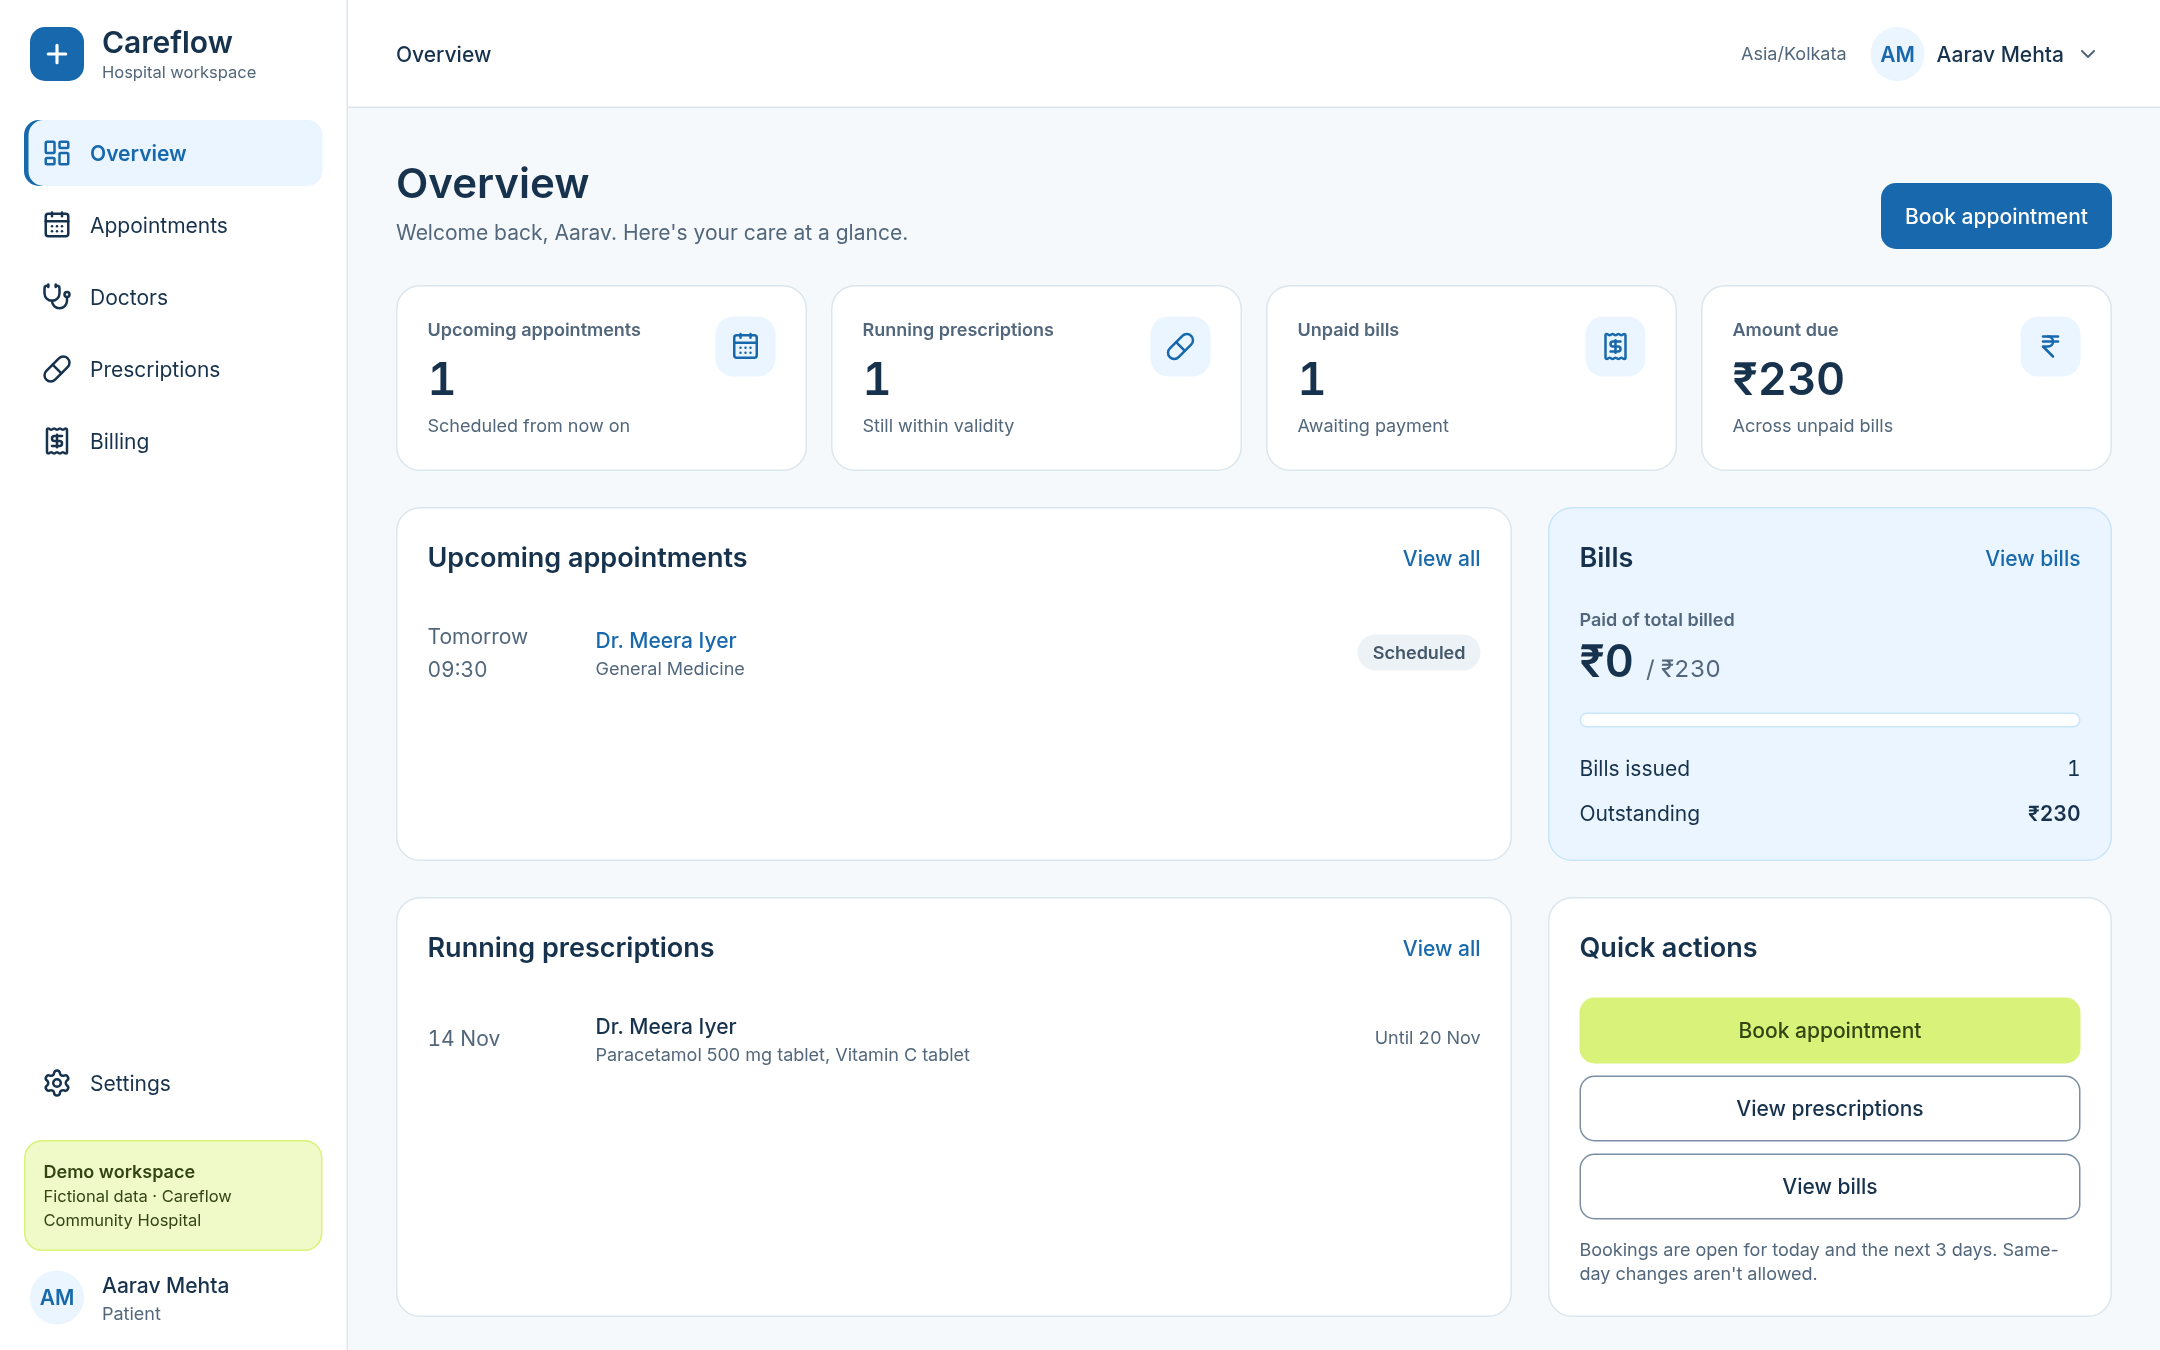 Careflow
Hospital workspace
Overview
Appointments
Doctors
Prescriptions
Billing
Settings
Demo workspace
Fictional data · Careflow
Community Hospital
AM
Aarav Mehta
Patient
Overview
Asia/Kolkata
AM
Aarav Mehta
Overview
Welcome back, Aarav. Here's your care at a glance.
Book appointment
Upcoming appointments
1
Scheduled from now on
Running prescriptions
1
Still within validity
Unpaid bills
1
Awaiting payment
Amount due
₹230
Across unpaid bills
Upcoming appointments
View all
Tomorrow
09:30
Dr. Meera Iyer
General Medicine
Scheduled
Bills
View bills
Paid of total billed
₹0 / ₹230
Bills issued
1
Outstanding
₹230
Running prescriptions
View all
14 Nov
Dr. Meera Iyer
Paracetamol 500 mg tablet, Vitamin C tablet
Until 20 Nov
Quick actions
Book appointment
View prescriptions
View bills
Bookings are open for today and the next 3 days. Same-
day changes aren't allowed.